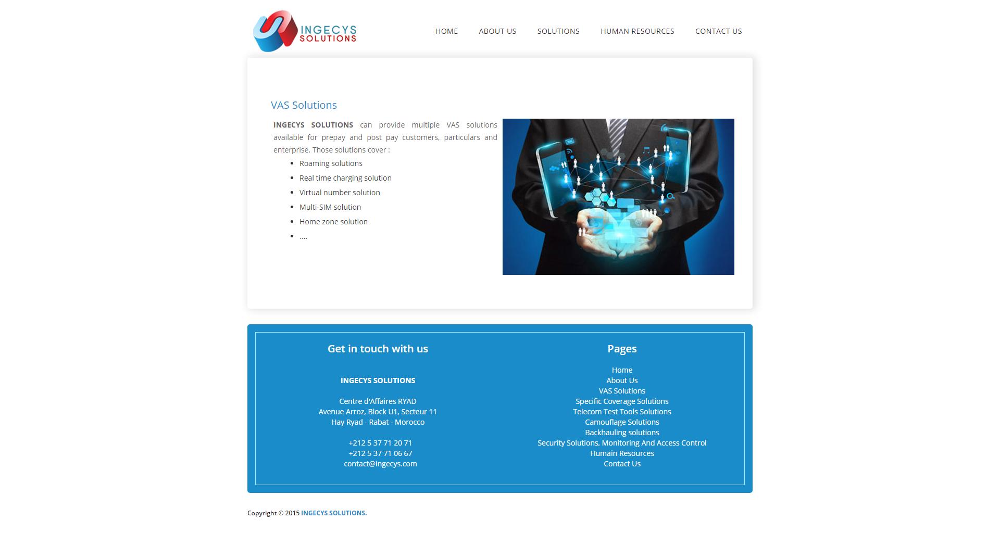 INGECYS
SOLUTIONS
HOME
ABOUT US
SOLUTIONS
HUMAN RESOURCES
CONTACT US
VAS Solutions
INGECYS SOLUTIONS can provide multiple VAS solutions
available for prepay and post pay customers, particulars and
enterprise. Those solutions cover :
Roaming solutions
Real time charging solution
Virtual number solution
Multi-SIM solution
Home zone solution
....
Get in touch with us
INGECYS SOLUTIONS
Centre d'Affaires RYAD
Avenue Arroz, Block U1, Secteur 11
Hay Ryad - Rabat - Morocco
+212 5 37 71 20 71
+212 5 37 71 06 67
contact@ingecys.com
Pages
Home
About Us
VAS Solutions
Specific Coverage Solutions
Telecom Test Tools Solutions
Camouflage Solutions
Backhauling solutions
Security Solutions, Monitoring And Access Control
Humain Resources
Contact Us
Copyright © 2015 INGECYS SOLUTIONS.